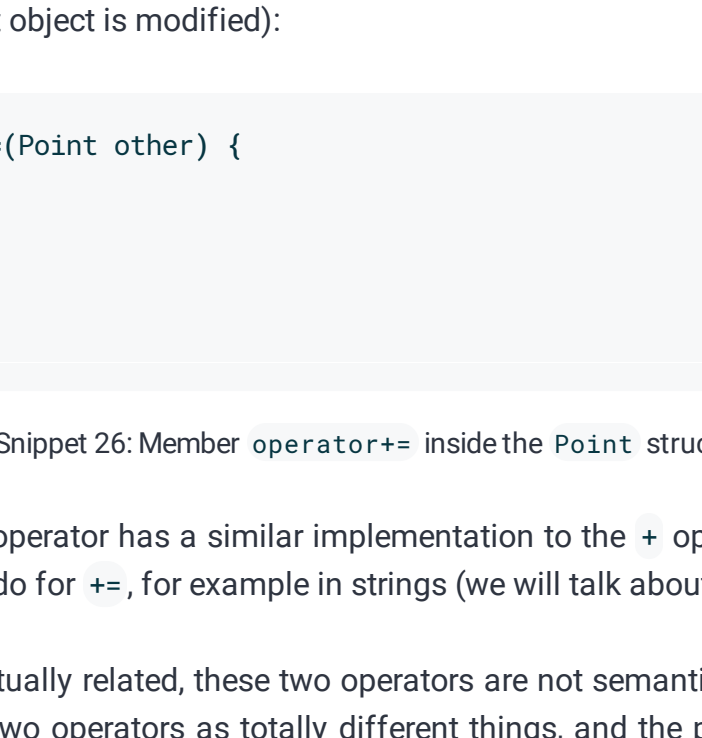 object is modified):
=(Point other) {
Snippet 26: Member operator+= inside the Point struc
operator has a similar implementation to the + op
do for +=, for example in strings (we will talk about
tually related, these two operators are not semanti
wo operators as totally different things, and the p